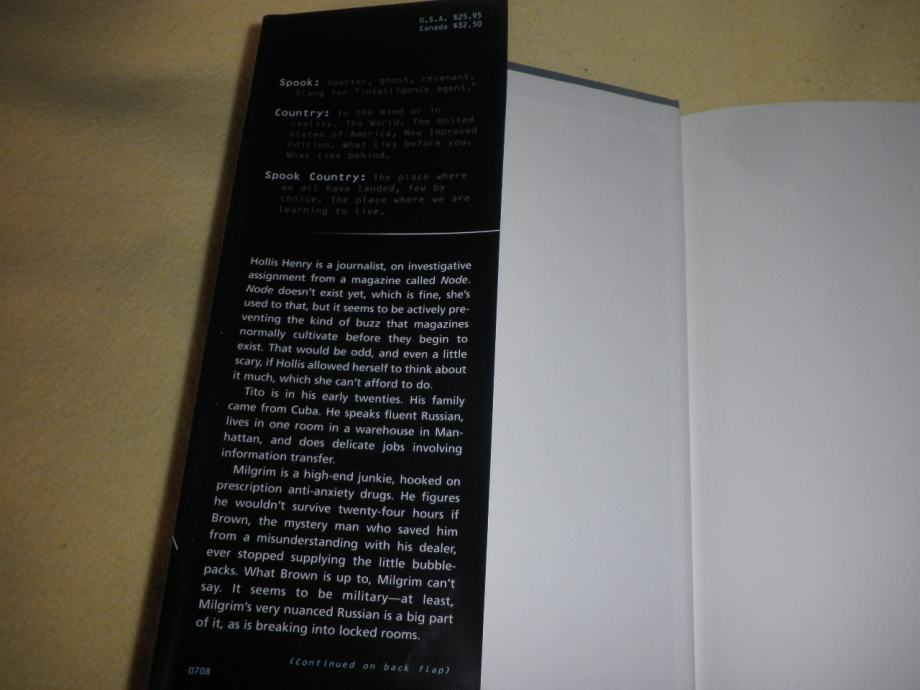 U.S.A. $25.95
Canada $32.50
Spook: Specter, ghost, revenant.
Slang for "intelligence agent."
Country: In the mind or in
reality. The World. The United
States of America, New Improved
Edition. What lies before you.
What lies behind.
Spook Country: The place where
we all have landed, few by
choice. The place where we are
learning to live.
Hollis Henry is a journalist, on investigative
assignment from a magazine called Node.
Node doesn't exist yet, which is fine, she's
used to that, but it seems to be actively pre-
venting the kind of buzz that magazines
normally cultivate before they begin to
exist. That would be odd, and even a little
scary, if Hollis allowed herself to think about
it much, which she can't afford to do.
Tito is in his early twenties. His family
came from Cuba. He speaks fluent Russian,
lives in one room in a warehouse in Man-
hattan, and does delicate jobs involving
information transfer.
Milgrim is a high-end junkie, hooked on
prescription anti-anxiety drugs. He figures
he wouldn't survive twenty-four hours if
Brown, the mystery man who saved him
from a misunderstanding with his dealer,
ever stopped supplying the little bubble-
packs. What Brown is up to, Milgrim can't
say. It seems to be military—at least,
Milgrim's very nuanced Russian is a big part
of it, as is breaking into locked rooms.
(Continued on back flap)
0708